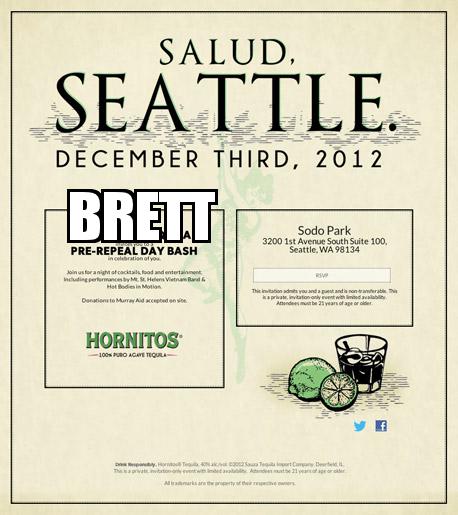 SALUD,
SEATTLE.
DECEMBER THIRD, 2012
BRETT
PRE-REPEAL DAY BASH
in celebration of you.
Join us for a night of cocktails, food and entertainment.
Including performances by Mt. St. Helens Vietnam Band &
Hot Bodies in Motion.
Donations to Murray Aid accepted on site.
HORNITOS®
100% PURO AGAVE TEQUILA
Sodo Park
3200 1st Avenue South Suite 100,
Seattle, WA 98134
RSVP
This invitation admits you and a guest and is non-transferable. This
is a private, invitation-only event with limited availability.
Attendees must be 21 years of age or older.
Drink Responsibly. Hornitos® Tequila, 40% alc./vol. ©2012 Sauza Tequila Import Company, Deerfield, IL.
This is a private, invitation-only event with limited availability. Attendees must be 21 years of age or older.
All trademarks are the property of their respective owners.